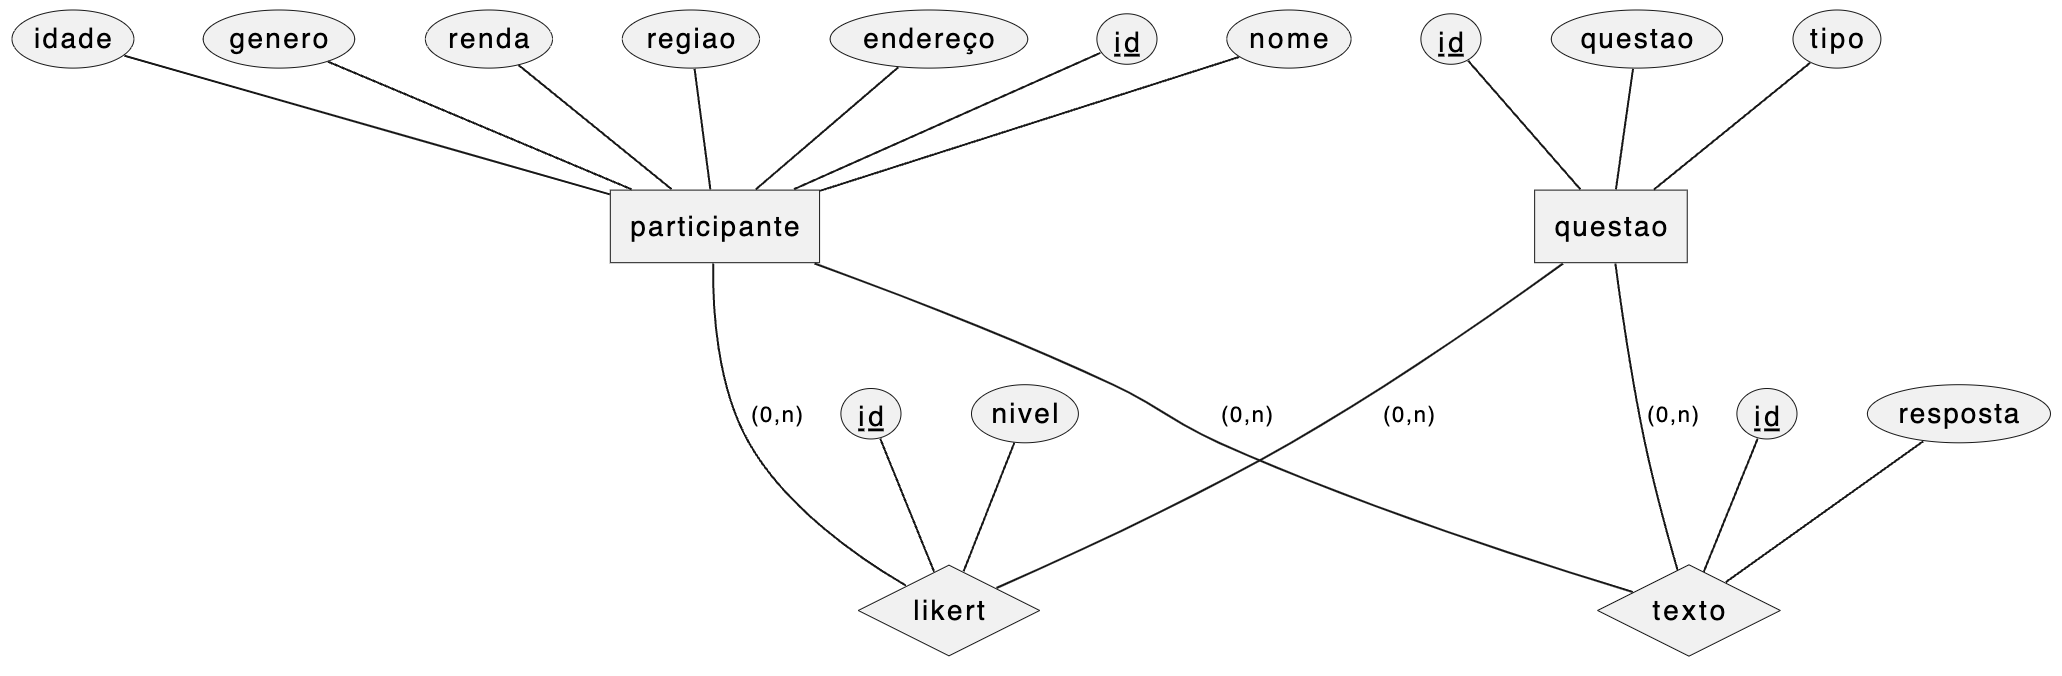 idade genero renda regiao endereço id nome id questao tipo
participante questao
(0,n) id nivel (0,n) (0,n) (0,n) id resposta
likert texto